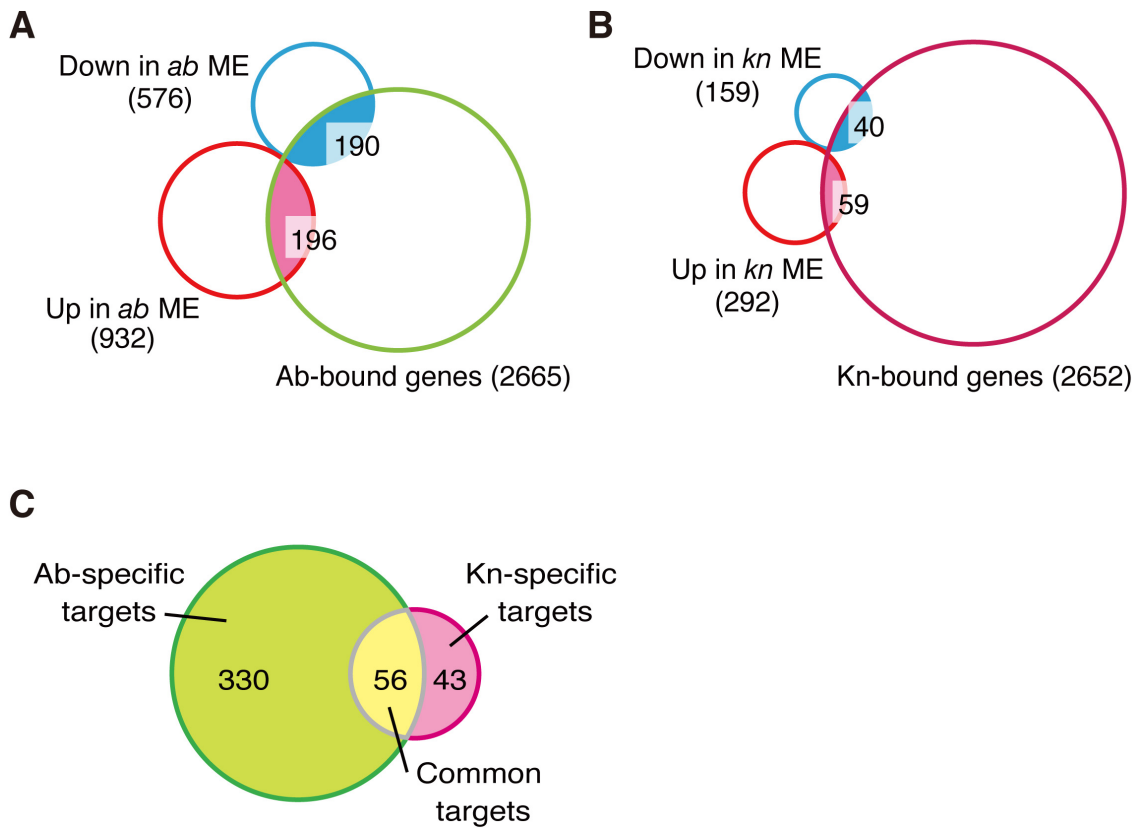 A
Down in ab ME
(576)
190
196
Up in ab ME
(932)
Ab-bound genes (2665)
B
Down in kn ME
(159)
40
59
Up in kn ME
(292)
Kn-bound genes (2652)
C
Ab-specific
targets
Kn-specific
targets
330
56
43
Common
targets